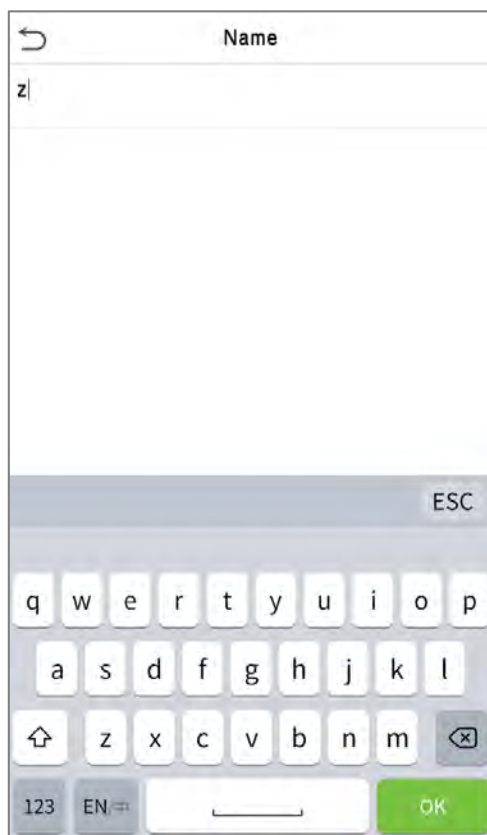 Name
z
ESC
q w e r t y u i o p
a s d f g h j k l
z x c v b n m
123 EN OK